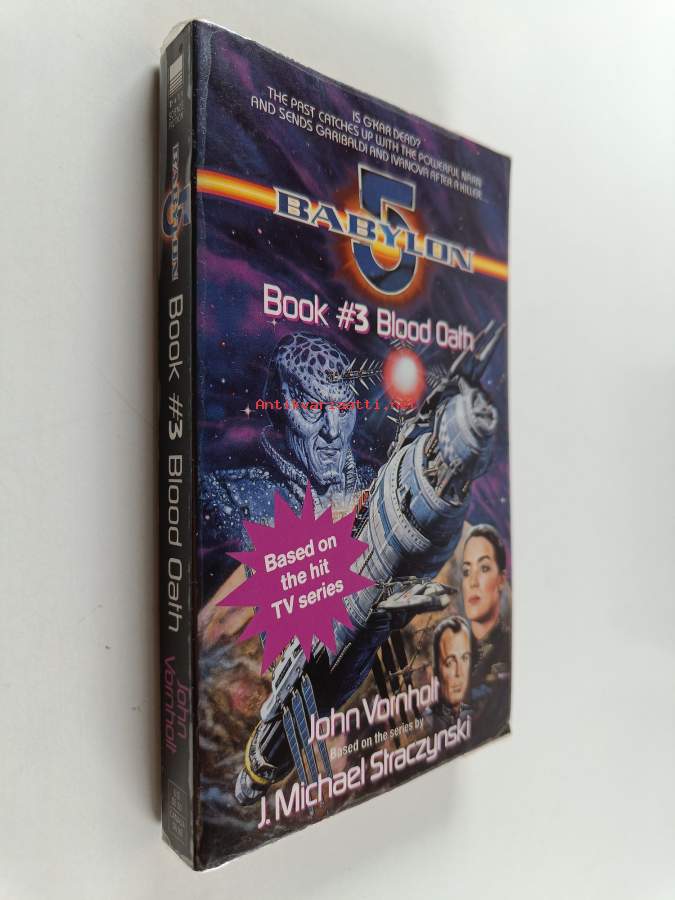 IS G'KAR DEAD?
THE PAST CATCHES UP WITH THE POWERFUL NARN
AND SENDS GARIBALDI AND IVANOVA AFTER A KILLER...
BABYLON
5
Book #3 Blood Oath
Antikvariaatti.net
Based on
the hit
TV series
John Vornholt
Based on the series by
J. Michael Straczynski
BABYLON
5
Book #3 Blood Oath
John
Vornholt